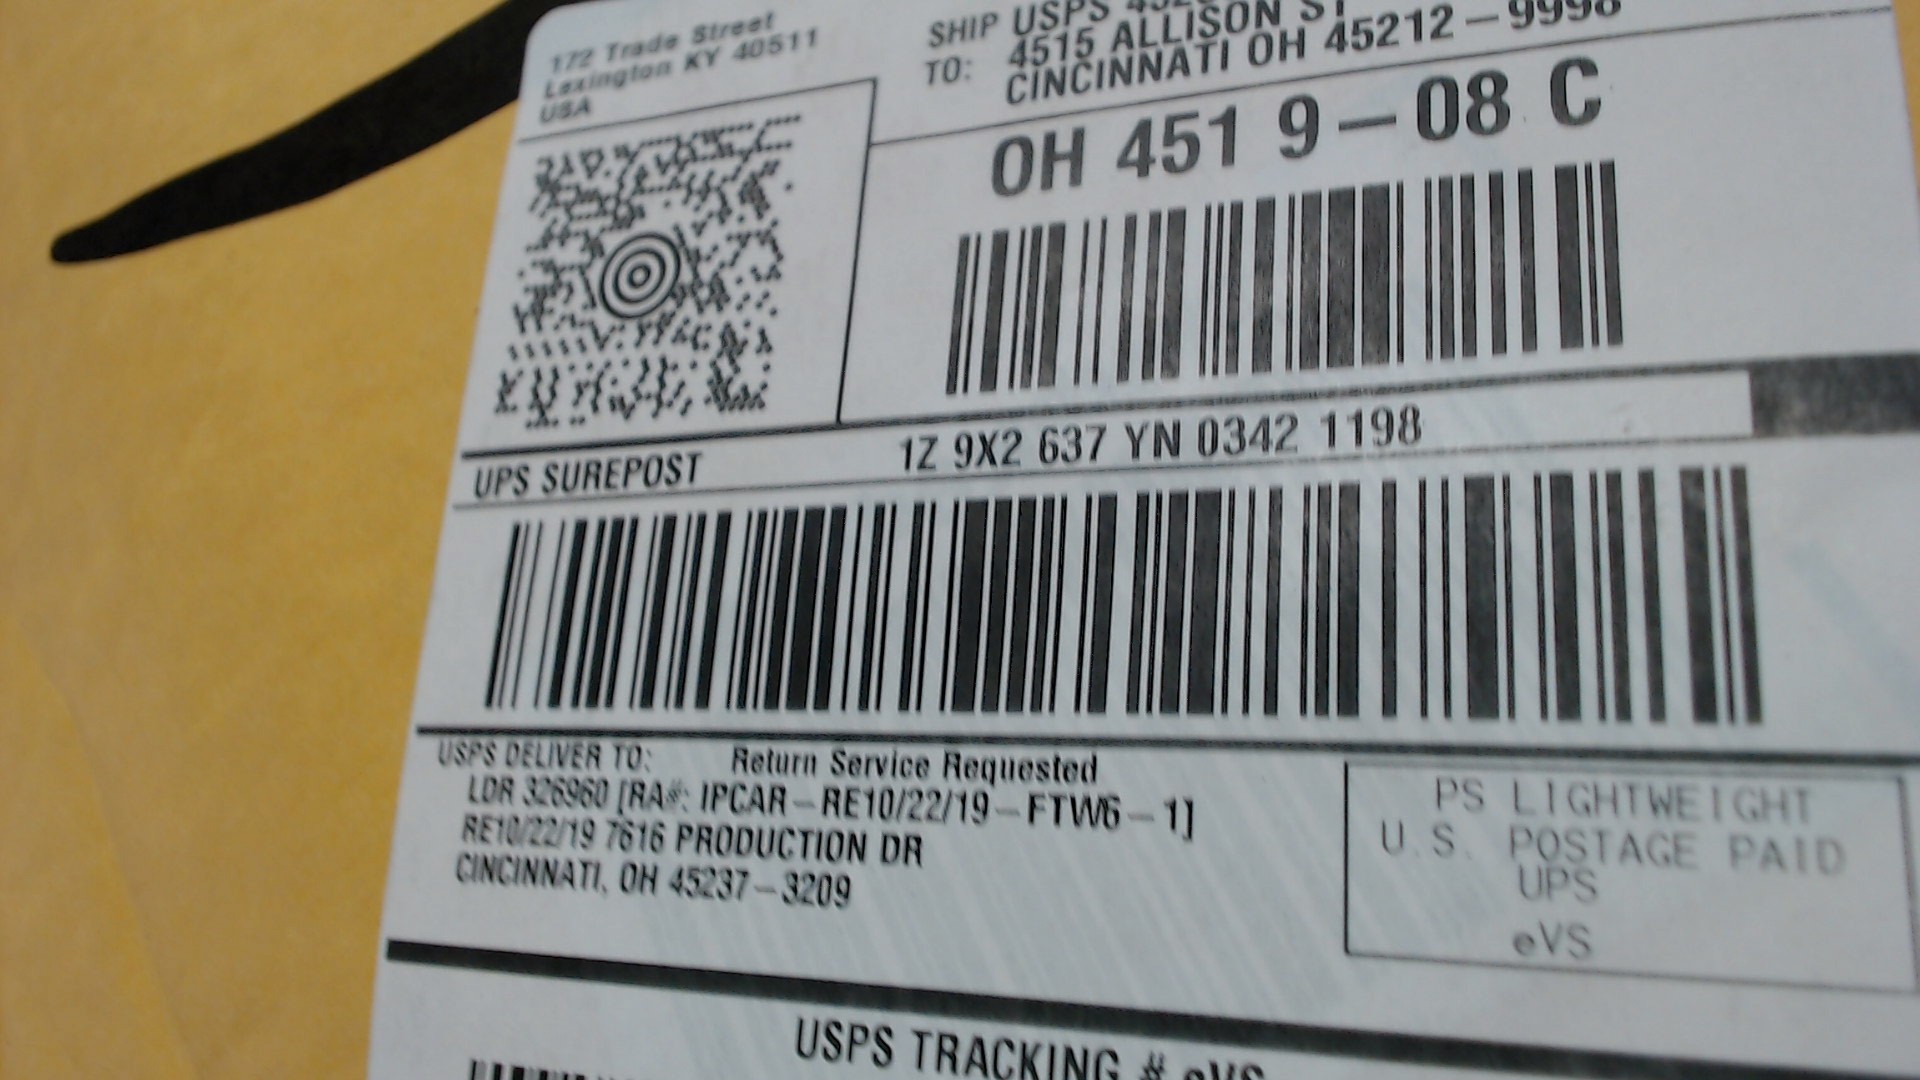 172 Trade Street
Lexington KY 40511
USA
SHIP USPS
TO: 4515 ALLISON ST
CINCINNATI OH 45212-9998
OH 451 9-08 C
UPS SUREPOST
1Z 9X2 637 YN 0342 1198
USPS DELIVER TO: Return Service Requested
LDR 326960 [RA#: IPCAR-RE10/22/19-FTW6-1]
RE10/22/19 7616 PRODUCTION DR
CINCINNATI, OH 45237-3209
PS LIGHTWEIGHT
U.S. POSTAGE PAID
UPS
eVS
USPS TRACKING # eVS